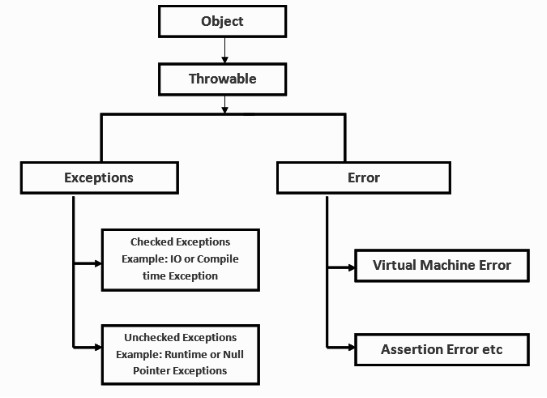 Object
Throwable
Exceptions
Error
Checked Exceptions
Example: IO or Compile
time Exception
Virtual Machine Error
Unchecked Exceptions
Example: Runtime or Null
Pointer Exceptions
Assertion Error etc